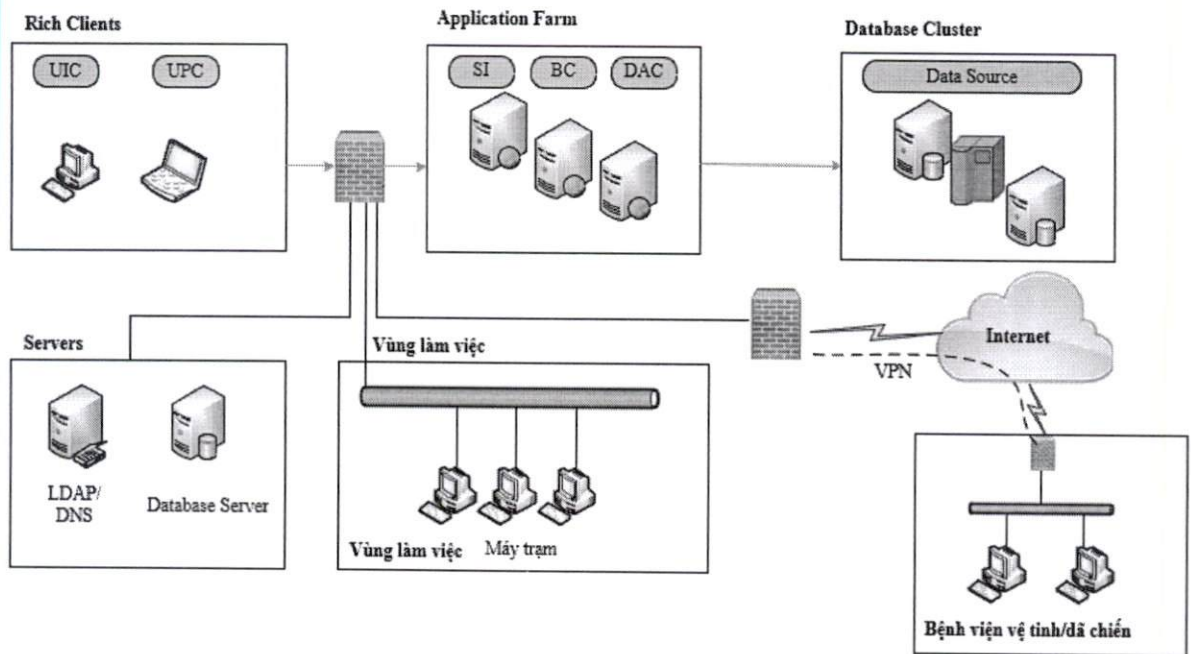 Rich Clients
UIC
UPC
Application Farm
SI
BC
DAC
Database Cluster
Data Source
Servers
LDAP/
DNS
Database Server
Vùng làm việc
Vùng làm việc
Máy trạm
Internet
VPN
Bệnh viện vệ tinh/dã chiến